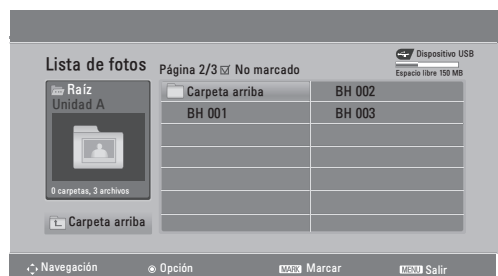 Lista de fotos
Página 2/3 ☑ No marcado
Dispositivo USB
Espacio libre 150 MB
Raíz
Unidad A
0 carpetas, 3 archivos
Carpeta arriba
Carpeta arriba BH 002
BH 001 BH 003
Navegación Opción MARK Marcar MENU Salir